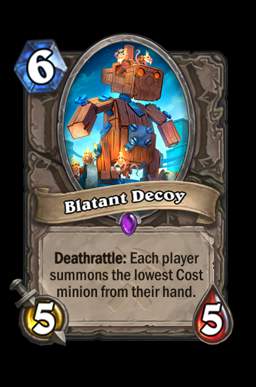 6
Blatant Decoy
Deathrattle: Each player
summons the lowest Cost
minion from their hand.
5 5